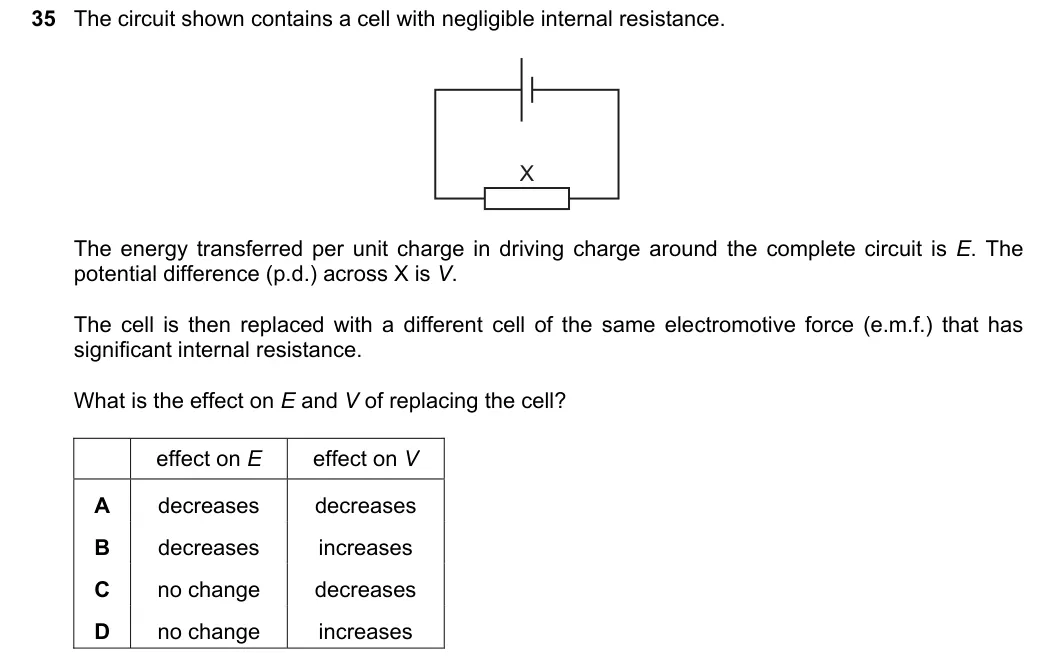 35 The circuit shown contains a cell with negligible internal resistance.
X
The energy transferred per unit charge in driving charge around the complete circuit is E. The
potential difference (p.d.) across X is V.
The cell is then replaced with a different cell of the same electromotive force (e.m.f.) that has
significant internal resistance.
What is the effect on E and V of replacing the cell?
effect on E effect on V
A decreases decreases
B decreases increases
C no change decreases
D no change increases